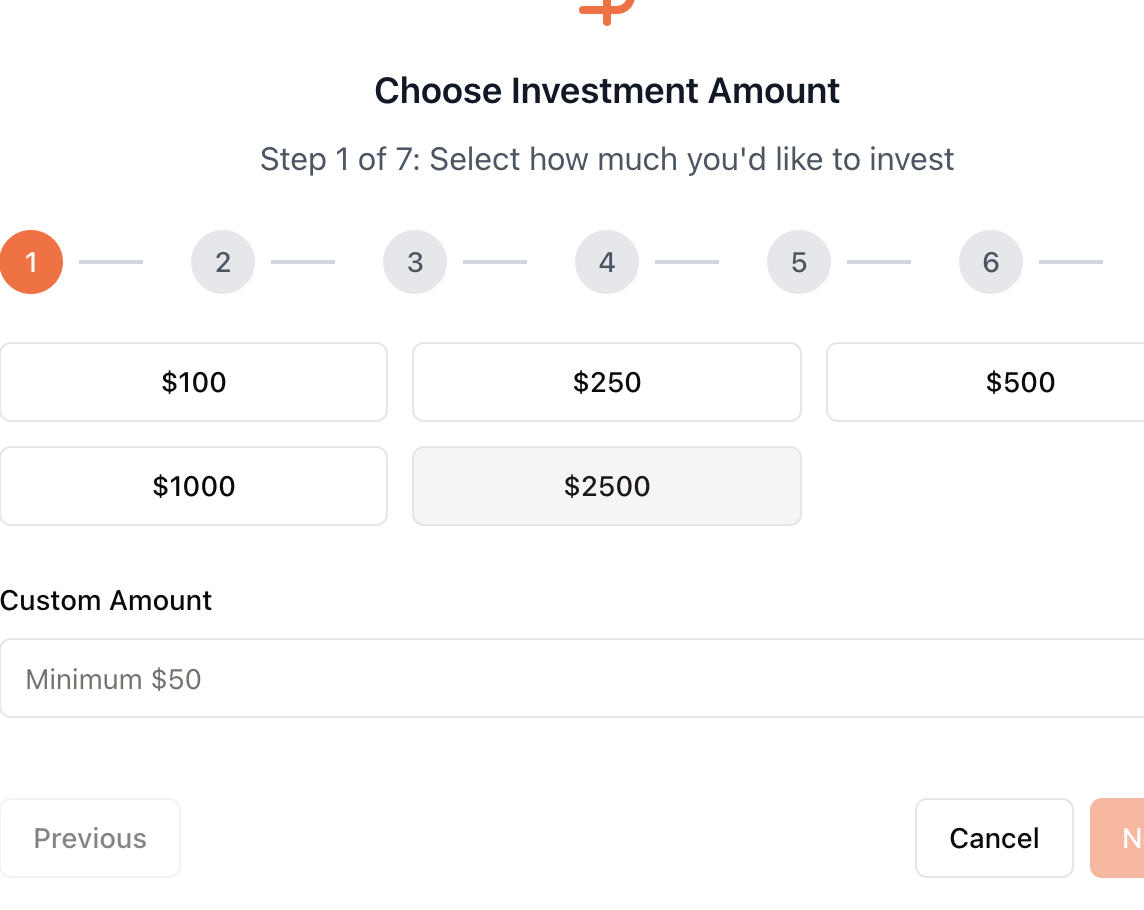 Choose Investment Amount
Step 1 of 7: Select how much you'd like to invest
1 2 3 4 5 6
$100 $250 $500
$1000 $2500
Custom Amount
Minimum $50
Previous Cancel